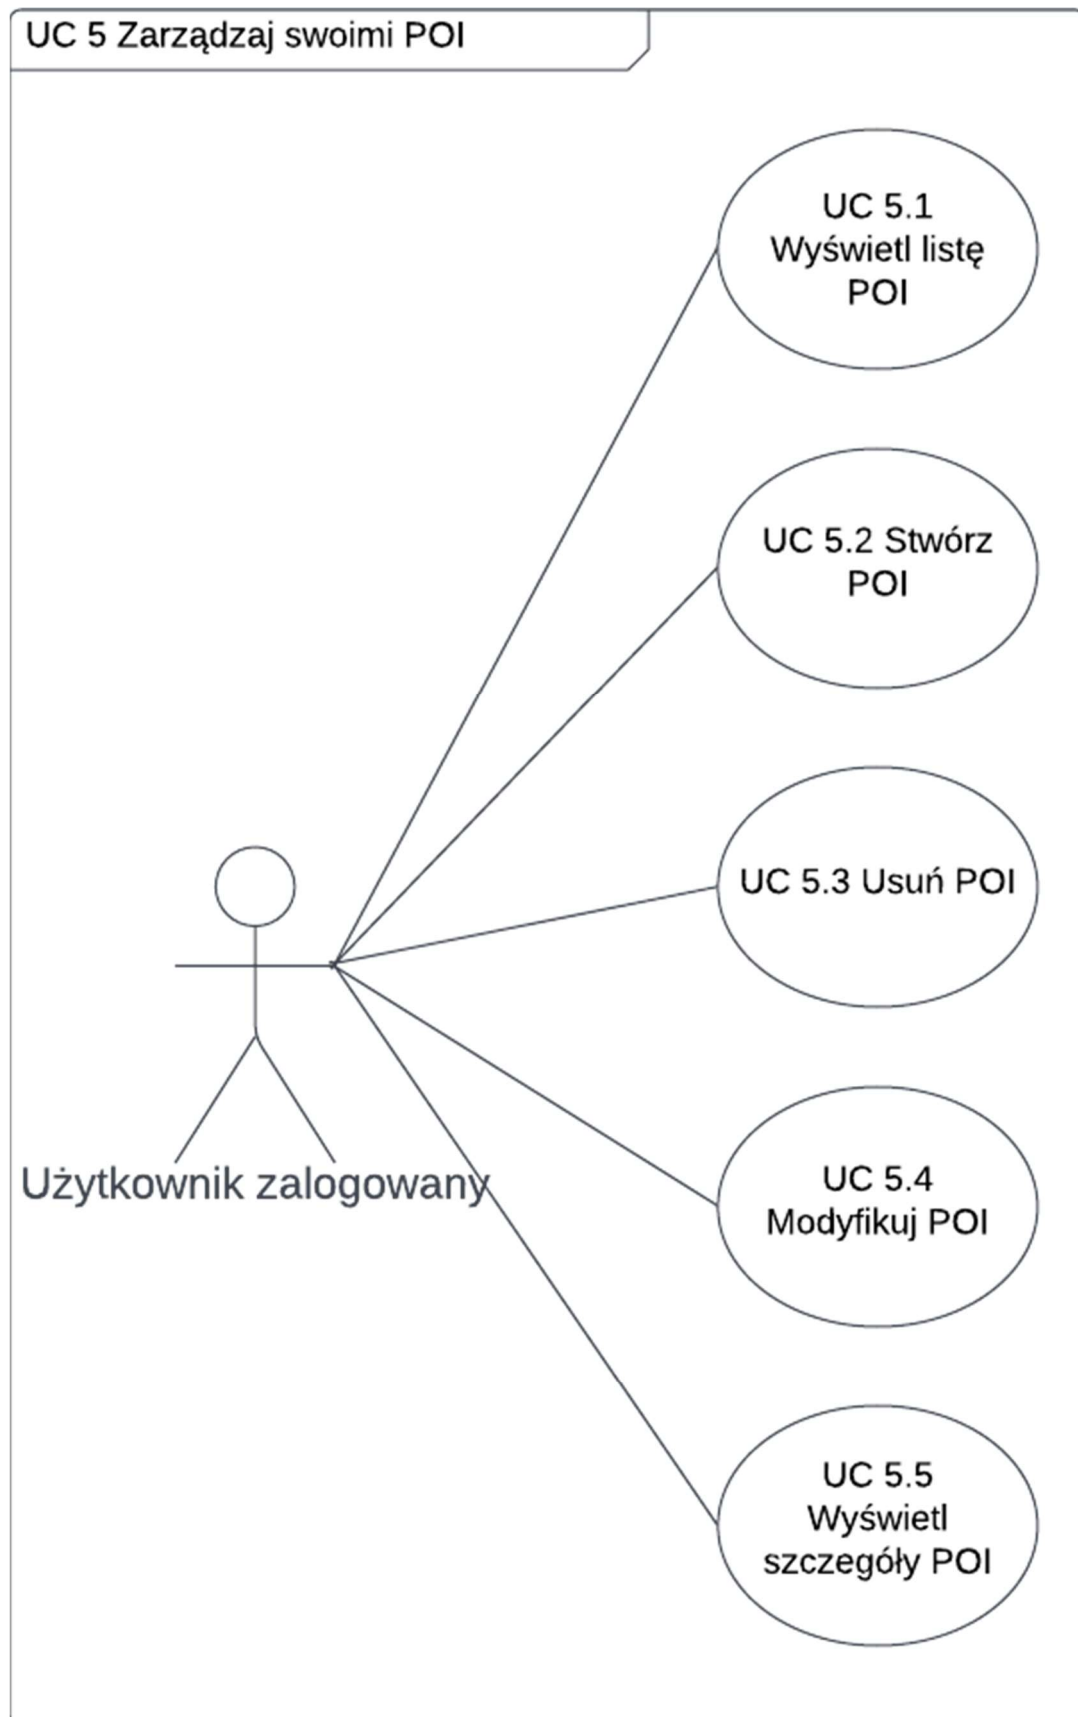 UC 5 Zarządzaj swoimi POI
UC 5.1
Wyświetl listę
POI
UC 5.2 Stwórz
POI
UC 5.3 Usuń POI
Użytkownik zalogowany
UC 5.4
Modyfikuj POI
UC 5.5
Wyświetl
szczegóły POI